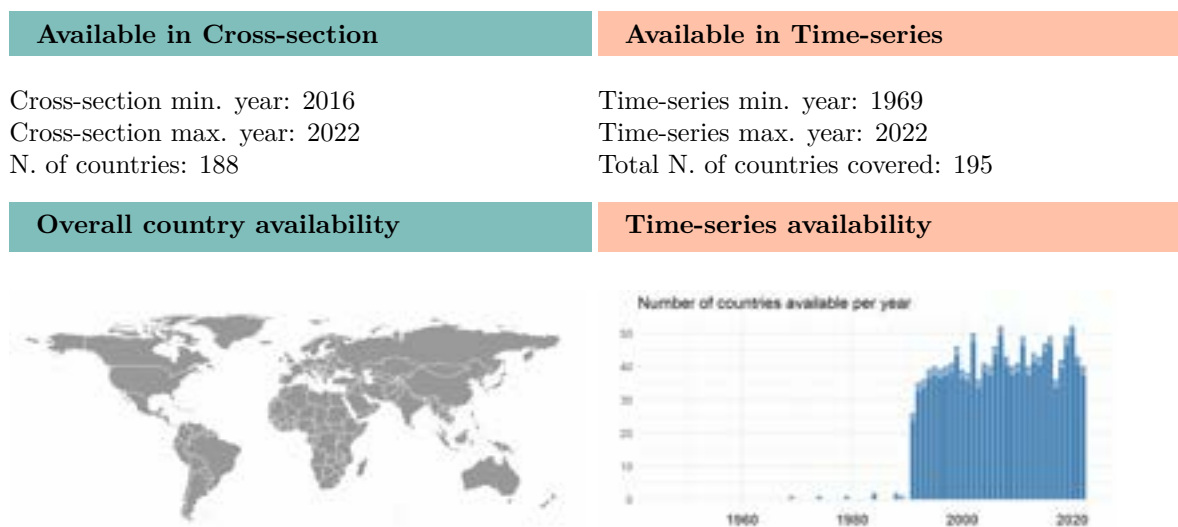 Available in Cross-section
Available in Time-series
Cross-section min. year: 2016
Cross-section max. year: 2022
N. of countries: 188
Time-series min. year: 1969
Time-series max. year: 2022
Total N. of countries covered: 195
Overall country availability
Time-series availability
Number of countries available per year
50
40
30
20
10
0
1960
1980
2000
2020